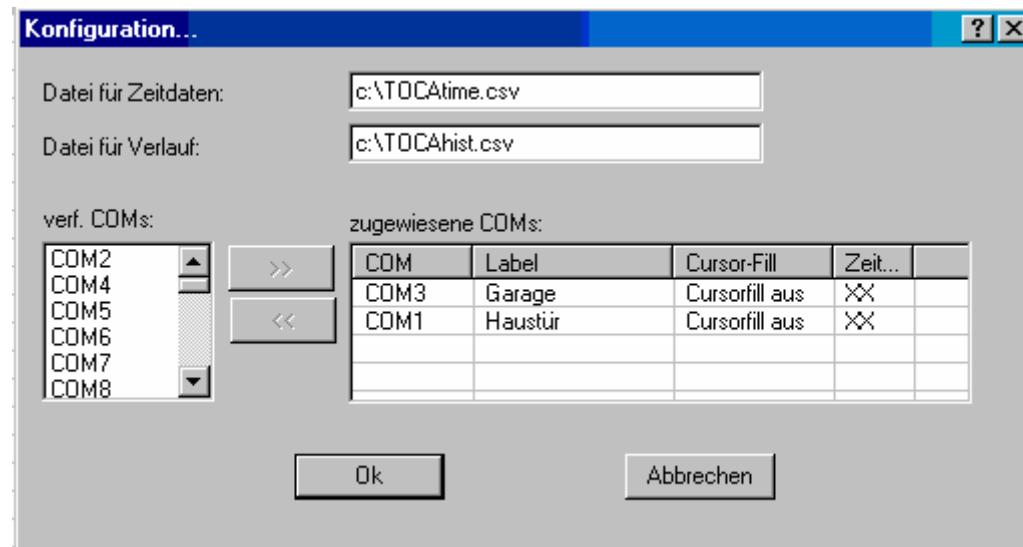 Konfiguration...
Datei für Zeitdaten: c:\TOCAtime.csv
Datei für Verlauf: c:\TOCAhist.csv
verf. COMs:
COM2
COM4
COM5
COM6
COM7
COM8
>>
<<
zugewiesene COMs:
COM Label Cursor-Fill Zeit...
COM3 Garage Cursorfill aus XX
COM1 Haustür Cursorfill aus XX
Ok Abbrechen